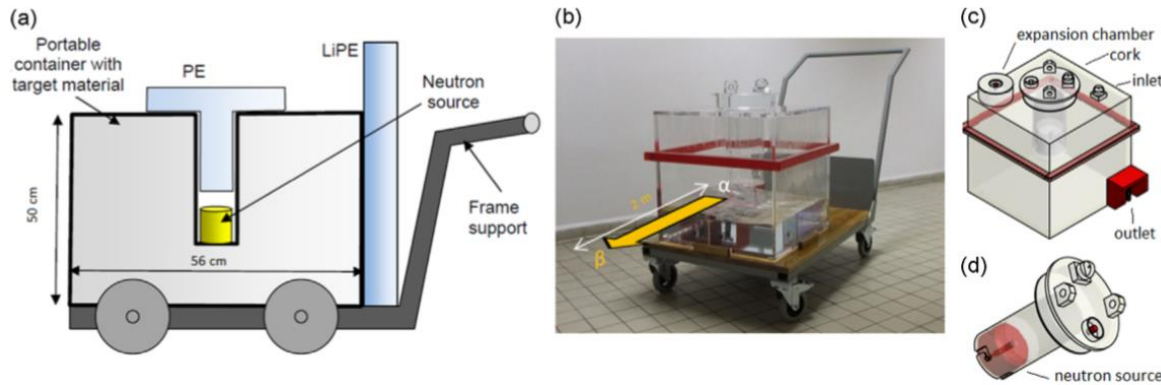 (a)
Portable
container with
target material
PE
LiPE
Neutron
source
50 cm
56 cm
Frame
support
(b)
2 m
α
β
(c)
expansion chamber
cork
inlet
outlet
(d)
neutron source